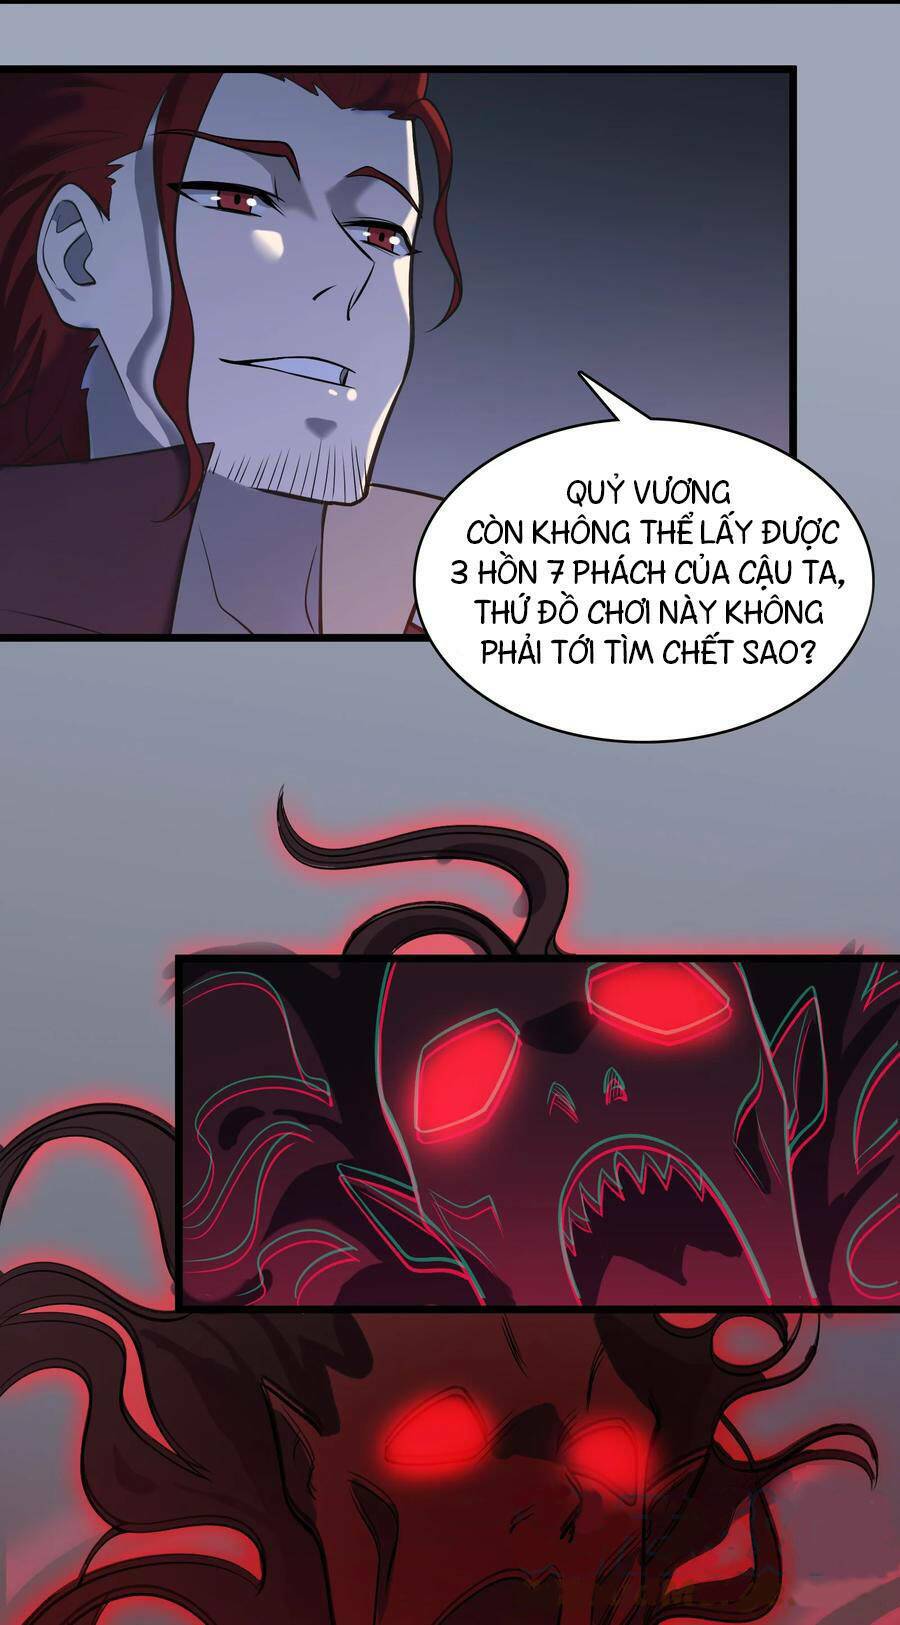 QUỶ VƯƠNG
CÒN KHÔNG THỂ LẤY ĐƯỢC
3 HỒN 7 PHÁCH CỦA CẬU TA,
THỨ ĐỒ CHƠI NÀY KHÔNG
PHẢI TỚI TÌM CHẾT SAO?